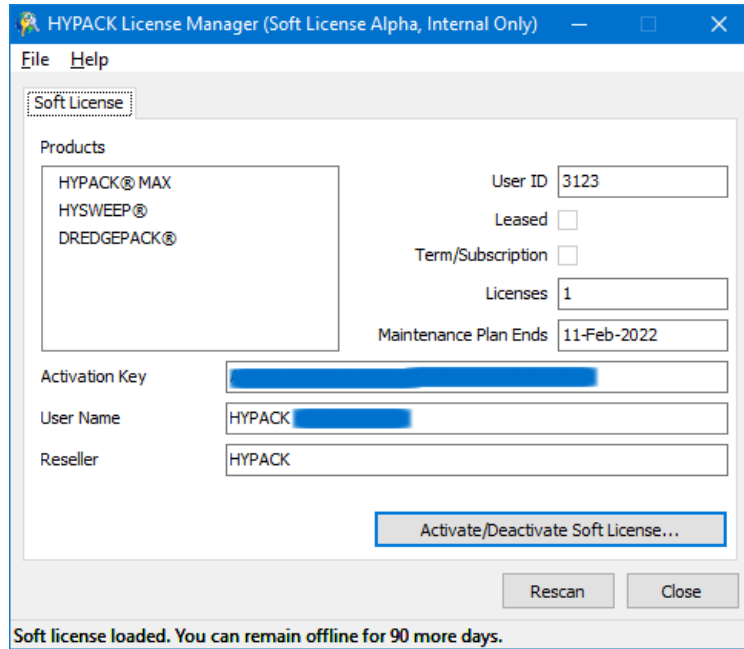 HYPACK License Manager (Soft License Alpha, Internal Only)
File Help
Soft License
Products
HYPACK® MAX
HYSWEEP®
DREDGEPACK®
User ID 3123
Leased
Term/Subscription
Licenses 1
Maintenance Plan Ends 11-Feb-2022
Activation Key
User Name HYPACK
Reseller HYPACK
Activate/Deactivate Soft License...
Rescan Close
Soft license loaded. You can remain offline for 90 more days.